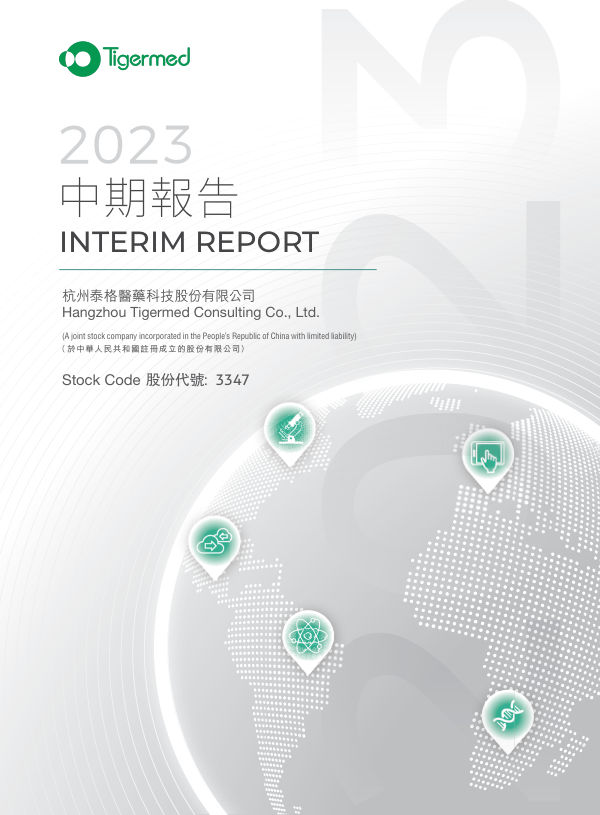 Tigermed
2023
中期報告
INTERIM REPORT
杭州泰格醫藥科技股份有限公司
Hangzhou Tigermed Consulting Co., Ltd.
(A joint stock company incorporated in the People's Republic of China with limited liability)
(於中華人民共和國註冊成立的股份有限公司)
Stock Code 股份代號: 3347
2023